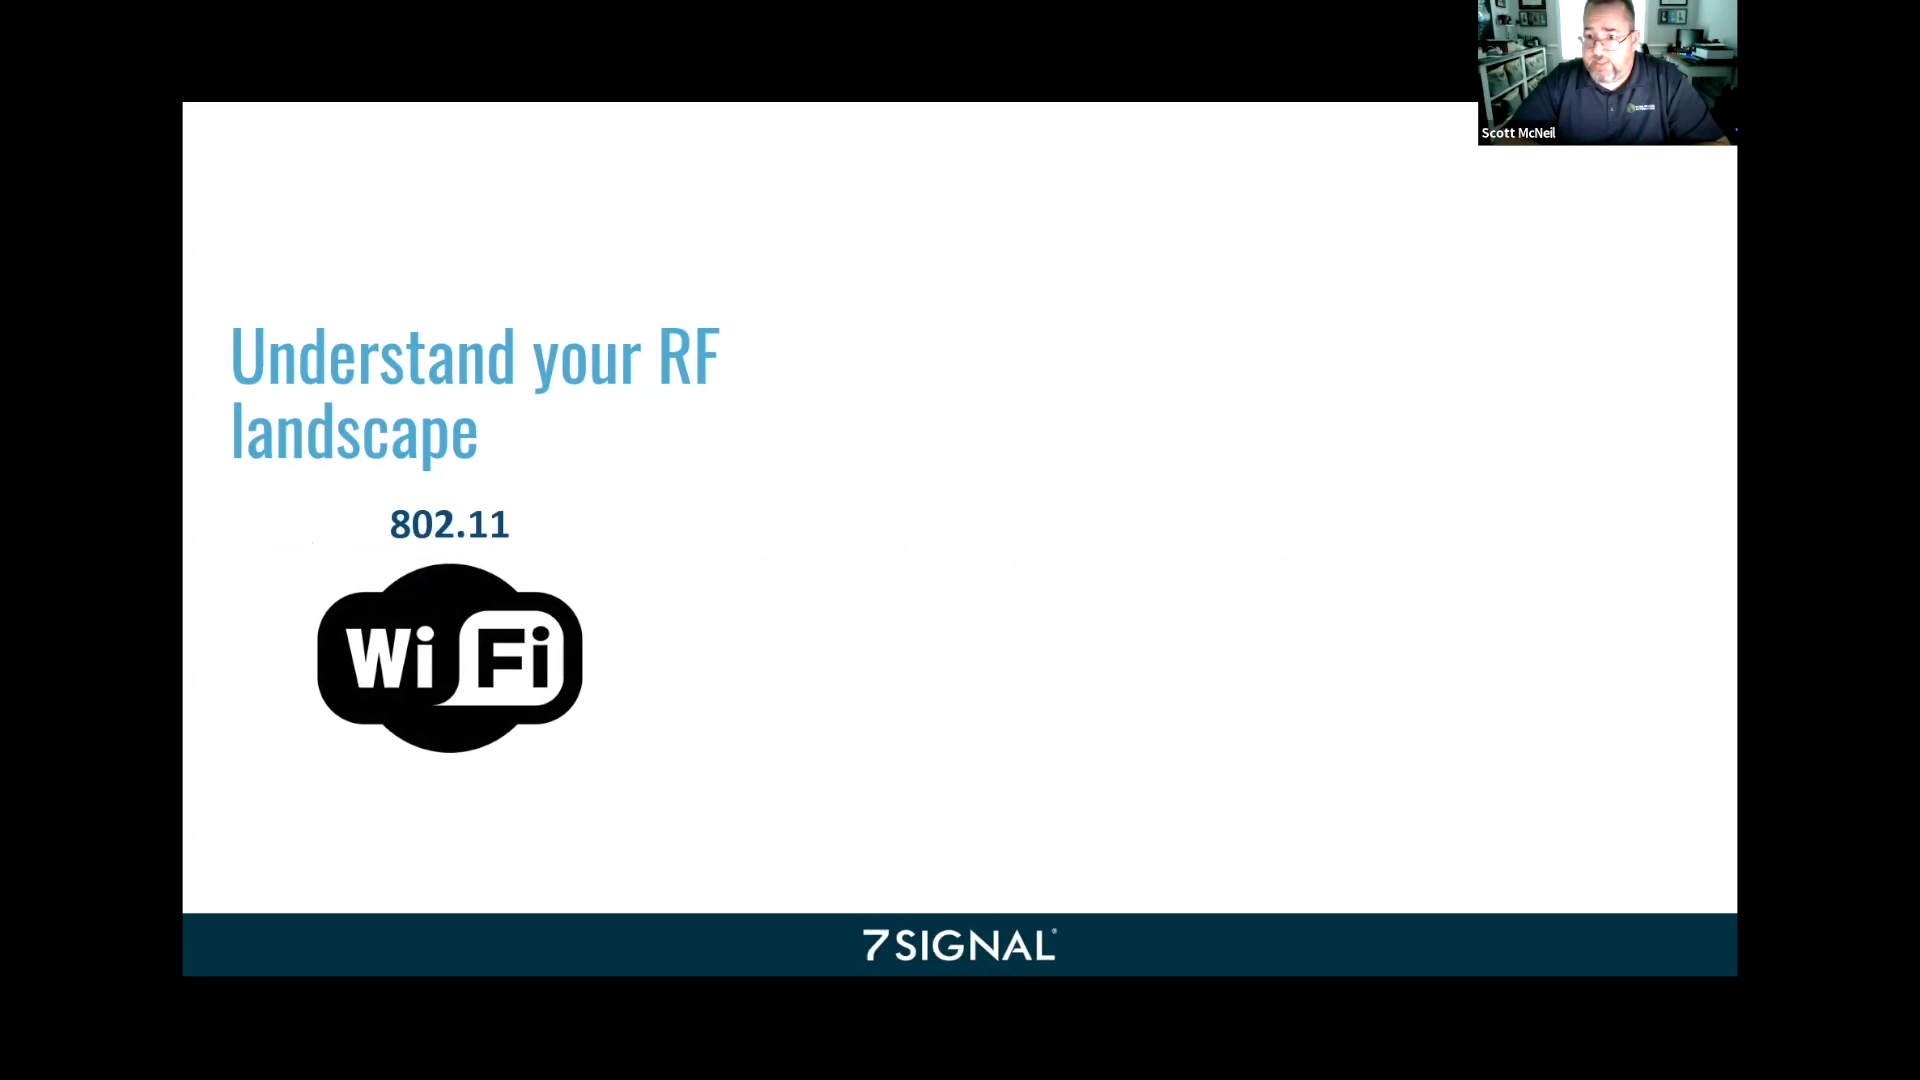 Scott McNeil
Understand your RF
landscape
802.11
Wi Fi
7SIGNAL®